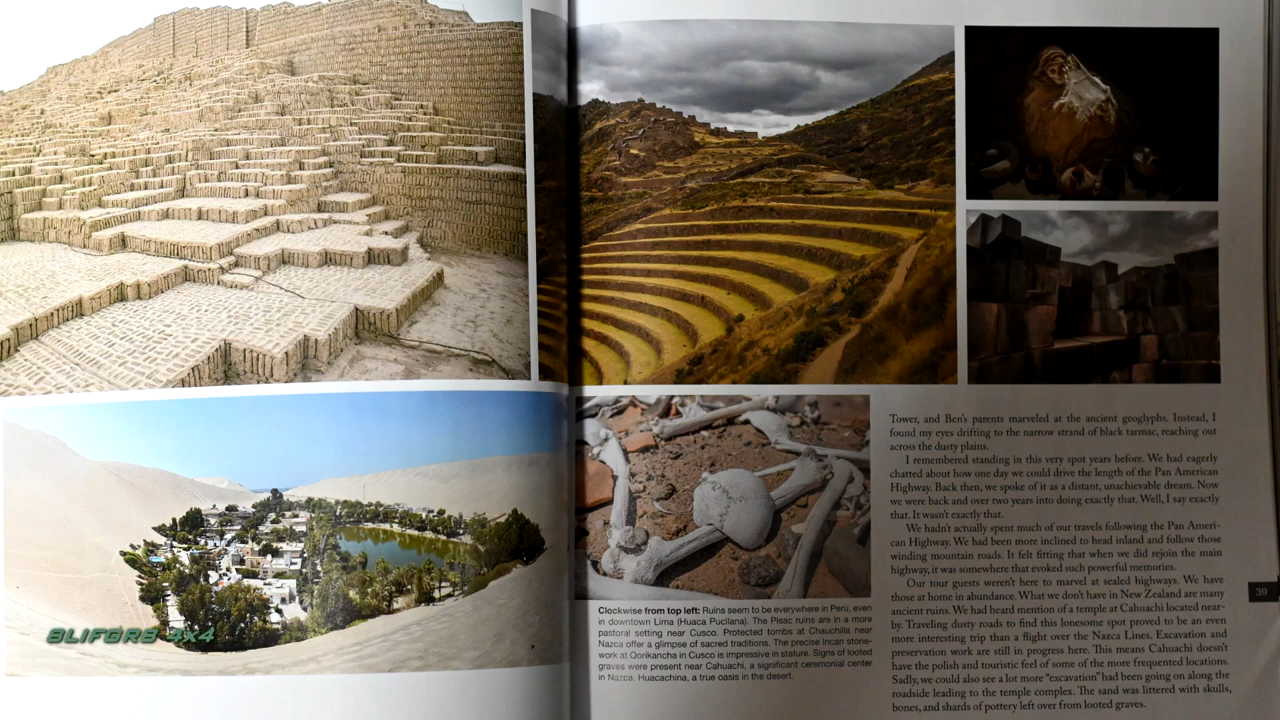 BLIFGR8 4x4
Clockwise from top left: Ruins seem to be everywhere in Peru, even
in downtown Lima (Huaca Pucllana). The Pisac ruins are in a more
pastoral setting near Cusco. Protected tombs at Chauchilla near
Nazca offer a glimpse of sacred traditions. The precise Incan stone-
work at Qorikancha in Cusco is impressive in stature. Signs of looted
graves were present near Cahuachi, a significant ceremonial center
in Nazca. Huacachina, a true oasis in the desert.
Tower, and Ben's parents marveled at the ancient geoglyphs. Instead, I
found my eyes drifting to the narrow strand of black tarmac, reaching out
across the dusty plains.
I remembered standing in this very spot years before. We had eagerly
chatted about how one day we could drive the length of the Pan American
Highway. Back then, we spoke of it as a distant, unachievable dream. Now
we were back and over two years into doing exactly that. Well, I say exactly
that. It wasn't exactly that.
We hadn't actually spent much of our travels following the Pan Ameri-
can Highway. We had been more inclined to head inland and follow those
winding mountain roads. It felt fitting that when we did rejoin the main
highway, it was somewhere that evoked such powerful memories.
Our tour guests weren't here to marvel at sealed highways. We have
those at home in abundance. What we don't have in New Zealand are many
ancient ruins. We had heard mention of a temple at Cahuachi located near-
by. Traveling dusty roads to find this lonesome spot proved to be an even
more interesting trip than a flight over the Nazca Lines. Excavation and
preservation work are still in progress here. This means Cahuachi doesn't
have the polish and touristic feel of some of the more frequented locations.
Sadly, we could also see a lot more "excavation" had been going on along the
roadside leading to the temple complex. The sand was littered with skulls,
bones, and shards of pottery left over from looted graves.
39